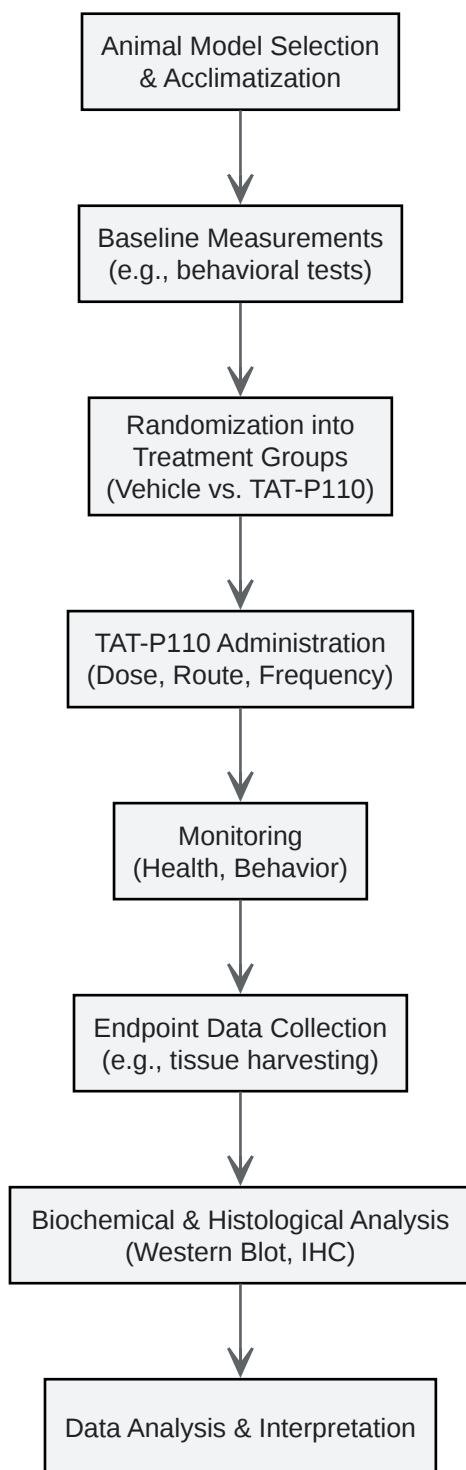 Animal Model Selection
& Acclimatization
Baseline Measurements
(e.g., behavioral tests)
Randomization into
Treatment Groups
(Vehicle vs. TAT-P110)
TAT-P110 Administration
(Dose, Route, Frequency)
Monitoring
(Health, Behavior)
Endpoint Data Collection
(e.g., tissue harvesting)
Biochemical & Histological Analysis
(Western Blot, IHC)
Data Analysis & Interpretation